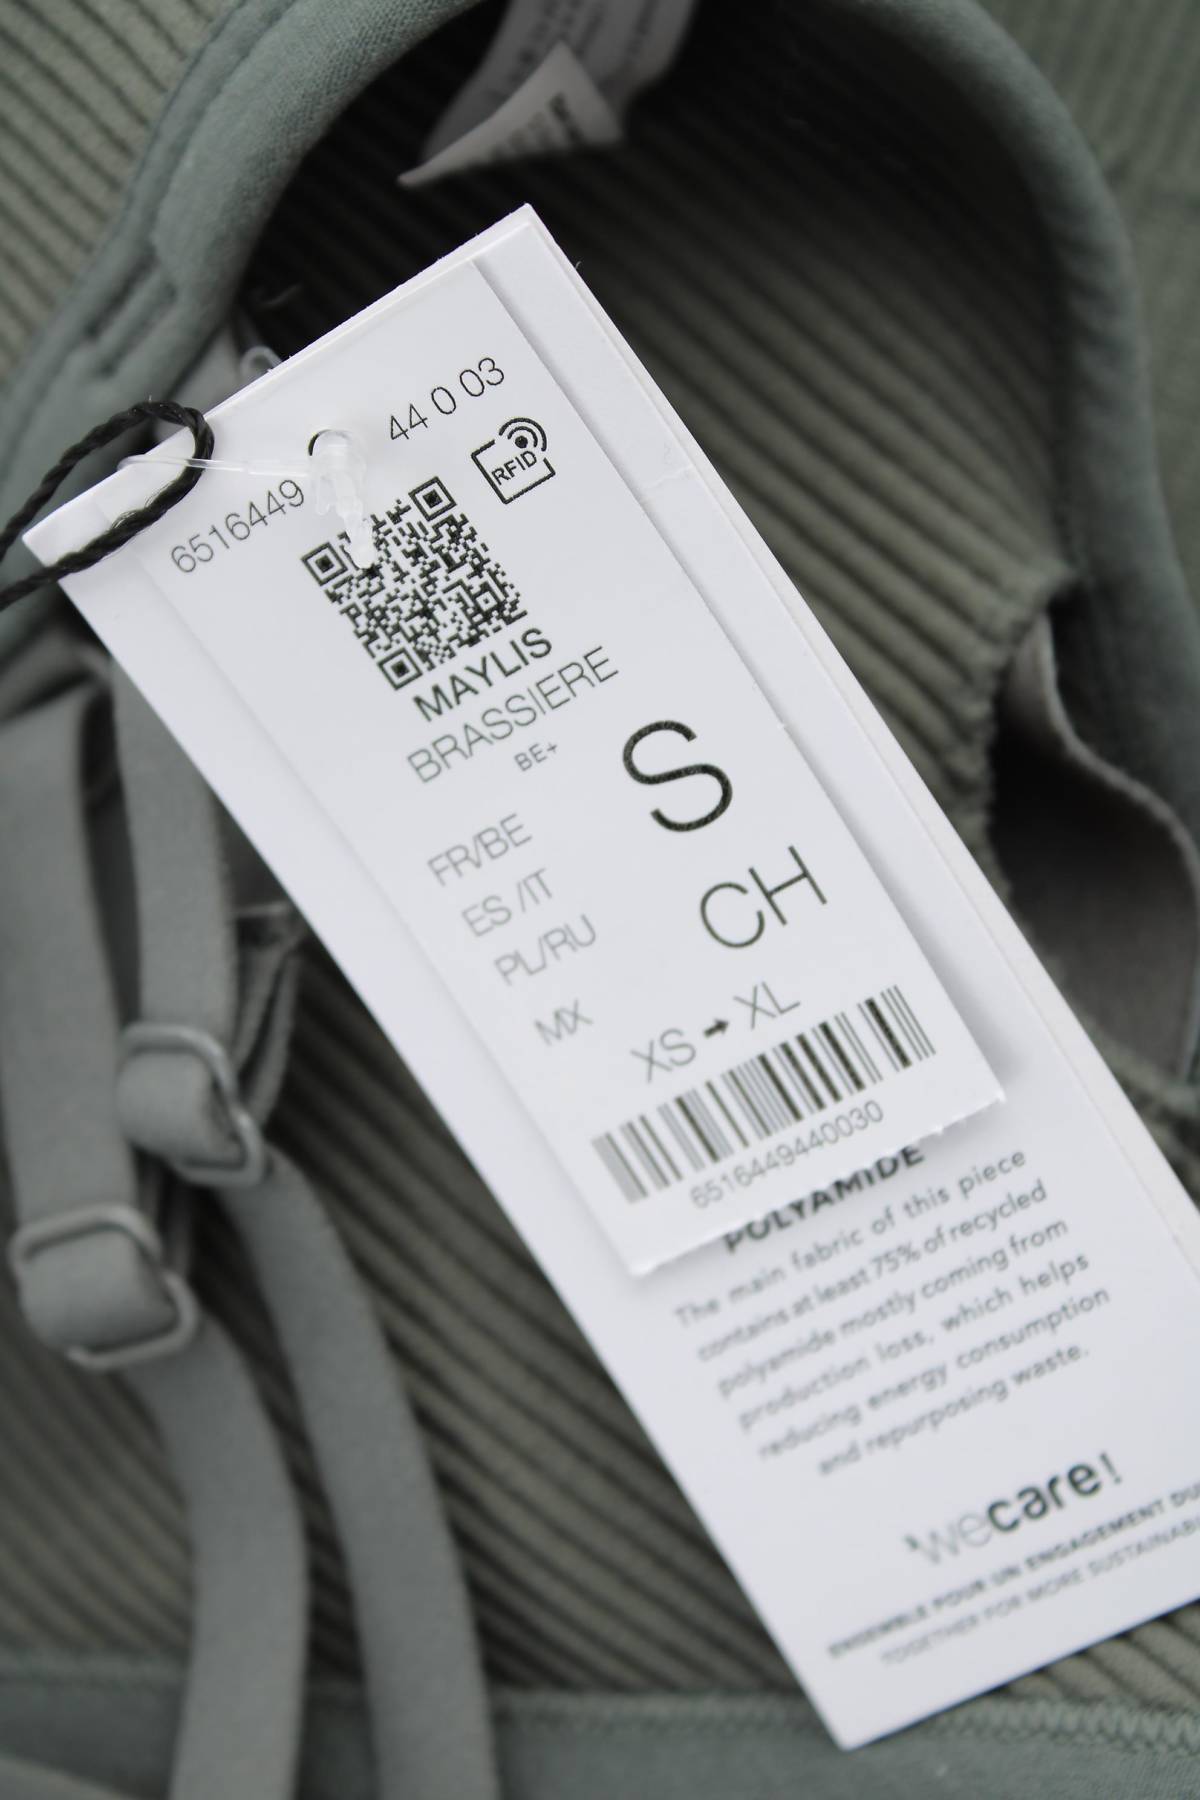 6516449
44 0 03
RFID
MAYLIS
BRASSIERE
BE+
FR/BE
S
ES /IT
PL/RU
CH
MX
XS → XL
6516449440030
POLYAMIDE
The main fabric of this piece
contains at least 75% of recycled
polyamide mostly coming from
production loss, which helps
reducing energy consumption
and repurposing waste.
wecare!
ENSEMBLE POUR UN ENGAGEMENT
TOGETHER FOR MORE